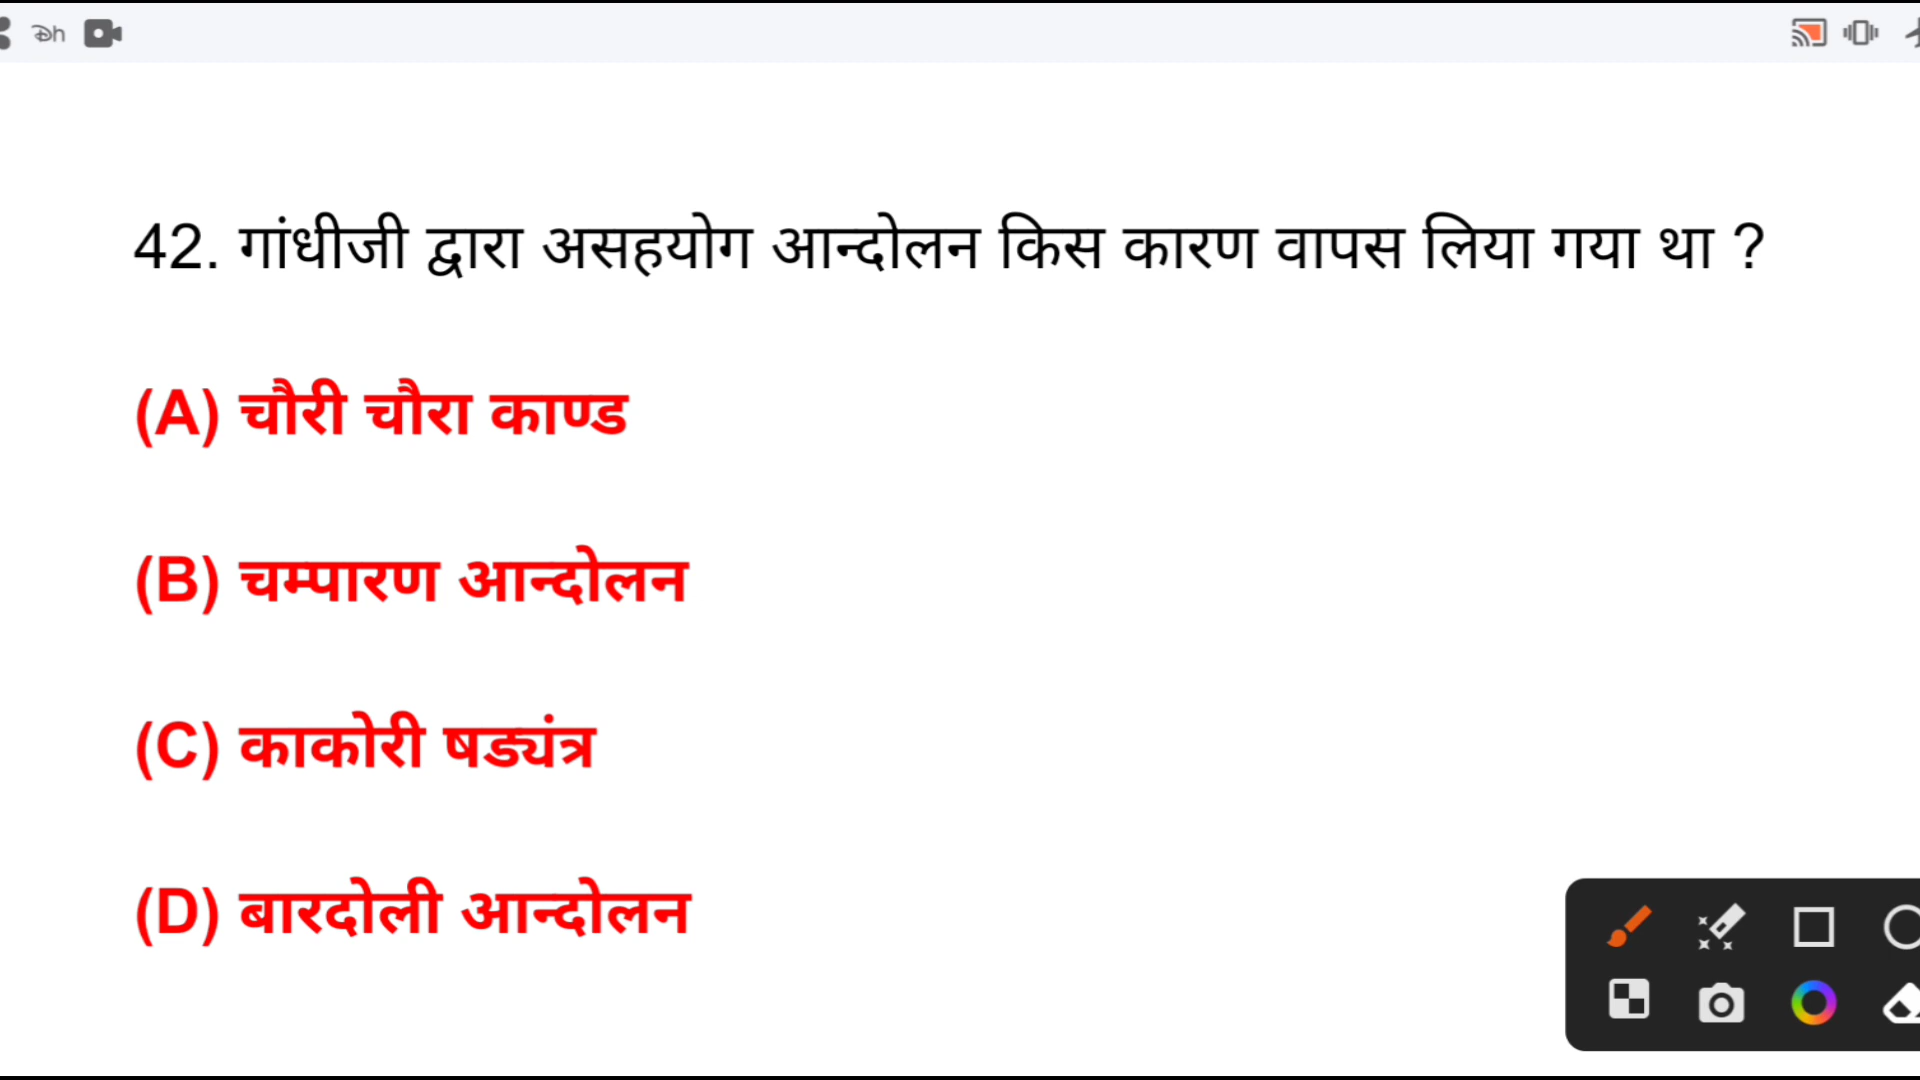 42. गांधीजी द्वारा असहयोग आन्दोलन किस कारण वापस लिया गया था ?
(A) चौरी चौरा काण्ड
(B) चम्पारण आन्दोलन
(C) काकोरी षड्यंत्र
(D) बारदोली आन्दोलन